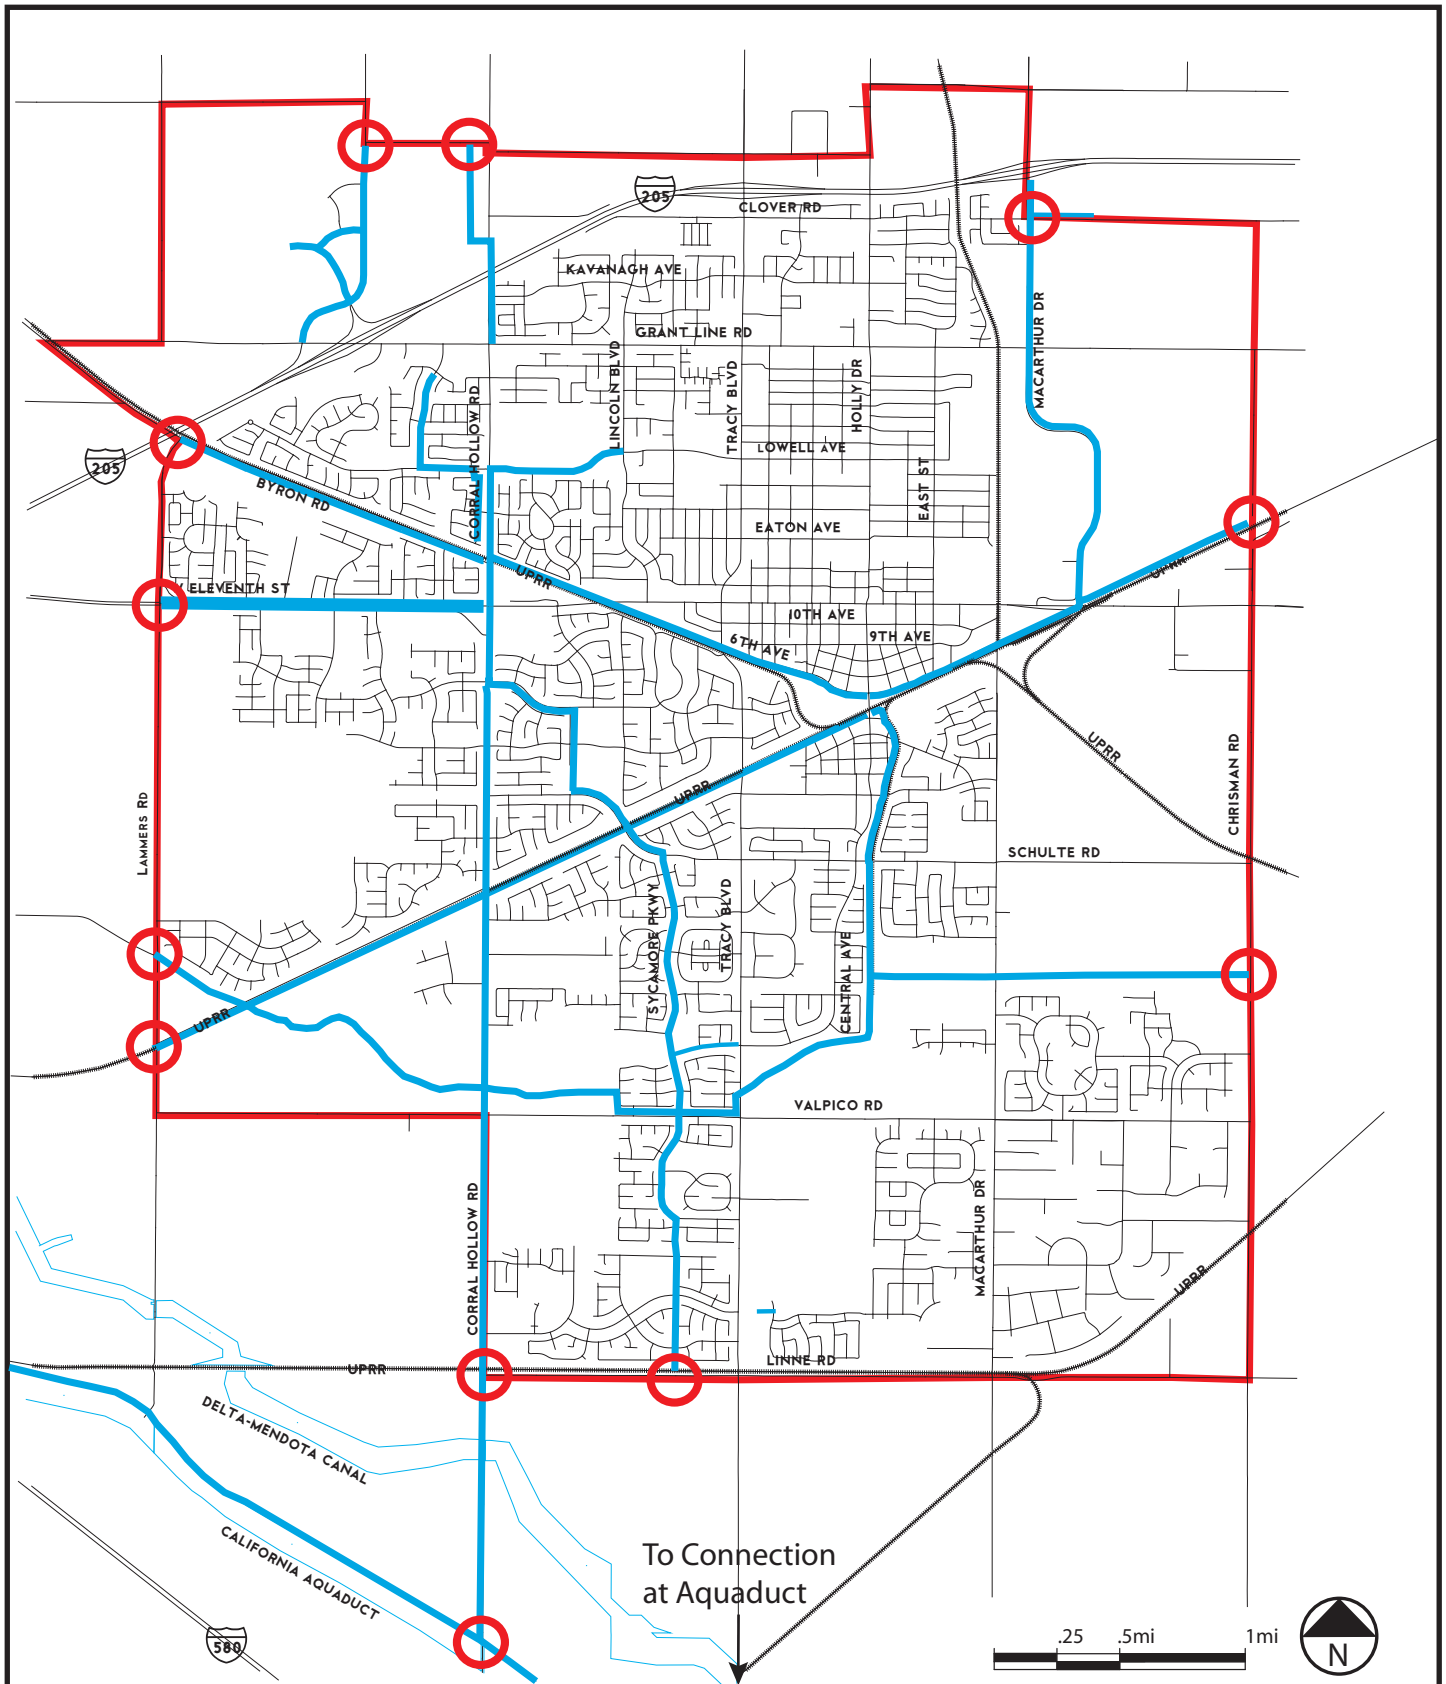 205
CLOVER RD
KAVANAGH AVE
GRANT LINE RD
MACARTHUR DR
LINCOLN BLVD
TRACY BLVD
HOLLY DR
CORRAL HOLLOW RD
LOWELL AVE
205
BYRON RD
EAST ST
EATON AVE
UPRR
UPRR
ELEVENTH ST
10TH AVE
9TH AVE
6TH AVE
UPRR
CHRISMAN RD
UPRR
LAMMERS RD
SCHULTE RD
SYCAMORE PKWY
TRACY BLVD
CENTRAL AVE
UPRR
VALPICO RD
CORRAL HOLLOW RD
MACARTHUR DR
UPRR
LINNE RD
UPRR
DELTA-MENDOTA CANAL
CALIFORNIA AQUADUCT
To Connection
at Aquaduct
580
.25 .5mi 1mi
N